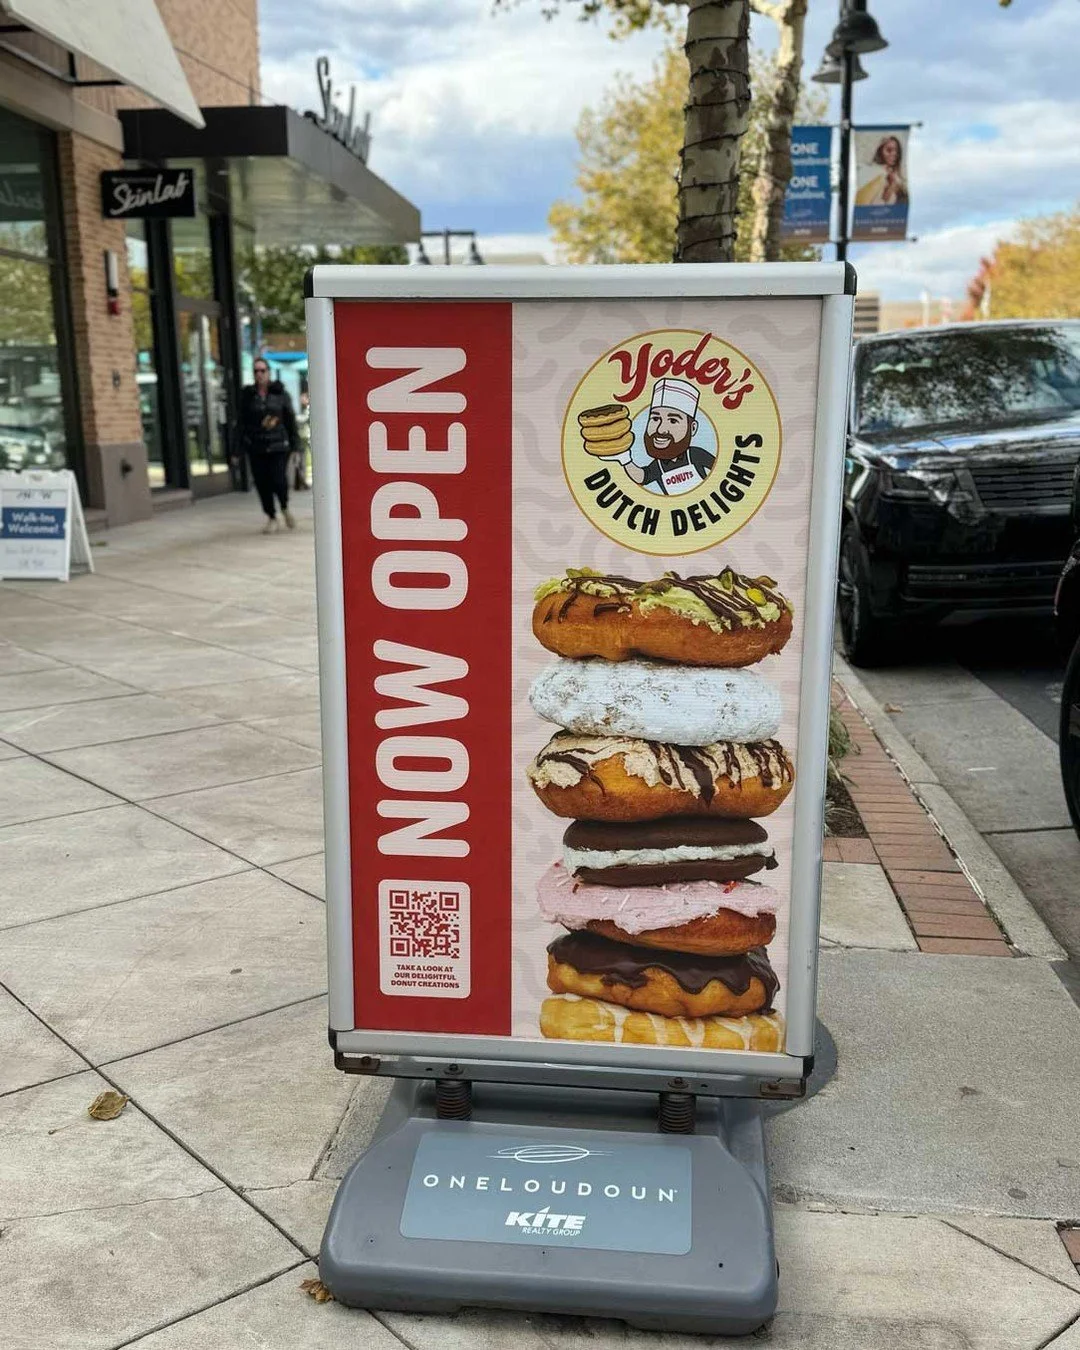 SkinLab
SkinLab
Walk-Ins
Welcome!
ONE
ONE
NOW OPEN
Yoder's
DONUTS
DUTCH DELIGHTS
TAKE A LOOK AT
OUR DELIGHTFUL
DONUT CREATIONS
ONELOUDOUN
KITE
REALTY GROUP